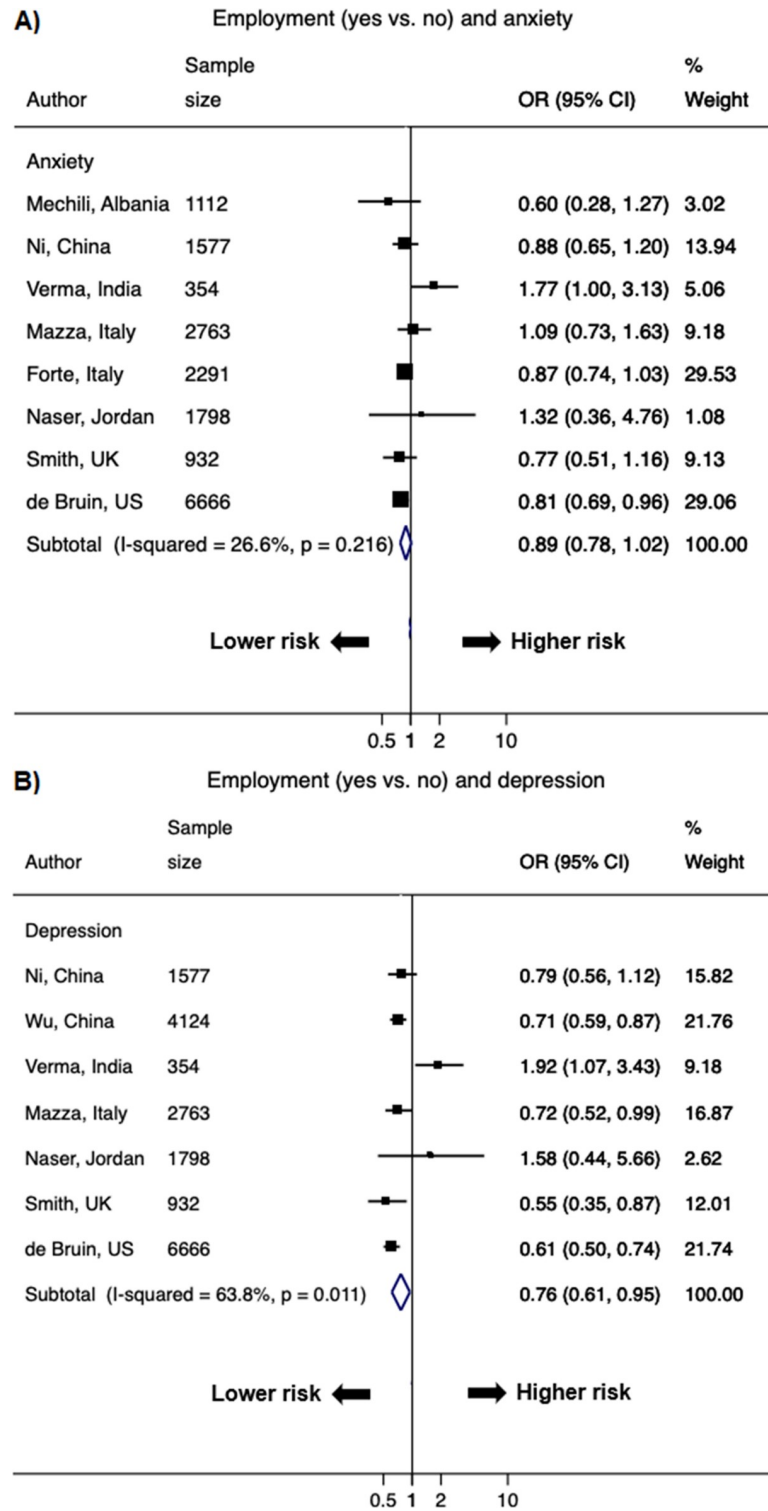 A)
Employment (yes vs. no) and anxiety
Sample %
Author size OR (95% CI) Weight
Anxiety
Mechili, Albania 1112 0.60 (0.28, 1.27) 3.02
Ni, China 1577 0.88 (0.65, 1.20) 13.94
Verma, India 354 1.77 (1.00, 3.13) 5.06
Mazza, Italy 2763 1.09 (0.73, 1.63) 9.18
Forte, Italy 2291 0.87 (0.74, 1.03) 29.53
Naser, Jordan 1798 1.32 (0.36, 4.76) 1.08
Smith, UK 932 0.77 (0.51, 1.16) 9.13
de Bruin, US 6666 0.81 (0.69, 0.96) 29.06
Subtotal (I-squared = 26.6%, p = 0.216) 0.89 (0.78, 1.02) 100.00
Lower risk Higher risk
0.5 1 2 10
B)
Employment (yes vs. no) and depression
Sample %
Author size OR (95% CI) Weight
Depression
Ni, China 1577 0.79 (0.56, 1.12) 15.82
Wu, China 4124 0.71 (0.59, 0.87) 21.76
Verma, India 354 1.92 (1.07, 3.43) 9.18
Mazza, Italy 2763 0.72 (0.52, 0.99) 16.87
Naser, Jordan 1798 1.58 (0.44, 5.66) 2.62
Smith, UK 932 0.55 (0.35, 0.87) 12.01
de Bruin, US 6666 0.61 (0.50, 0.74) 21.74
Subtotal (I-squared = 63.8%, p = 0.011) 0.76 (0.61, 0.95) 100.00
Lower risk Higher risk
0.5 1 2 10